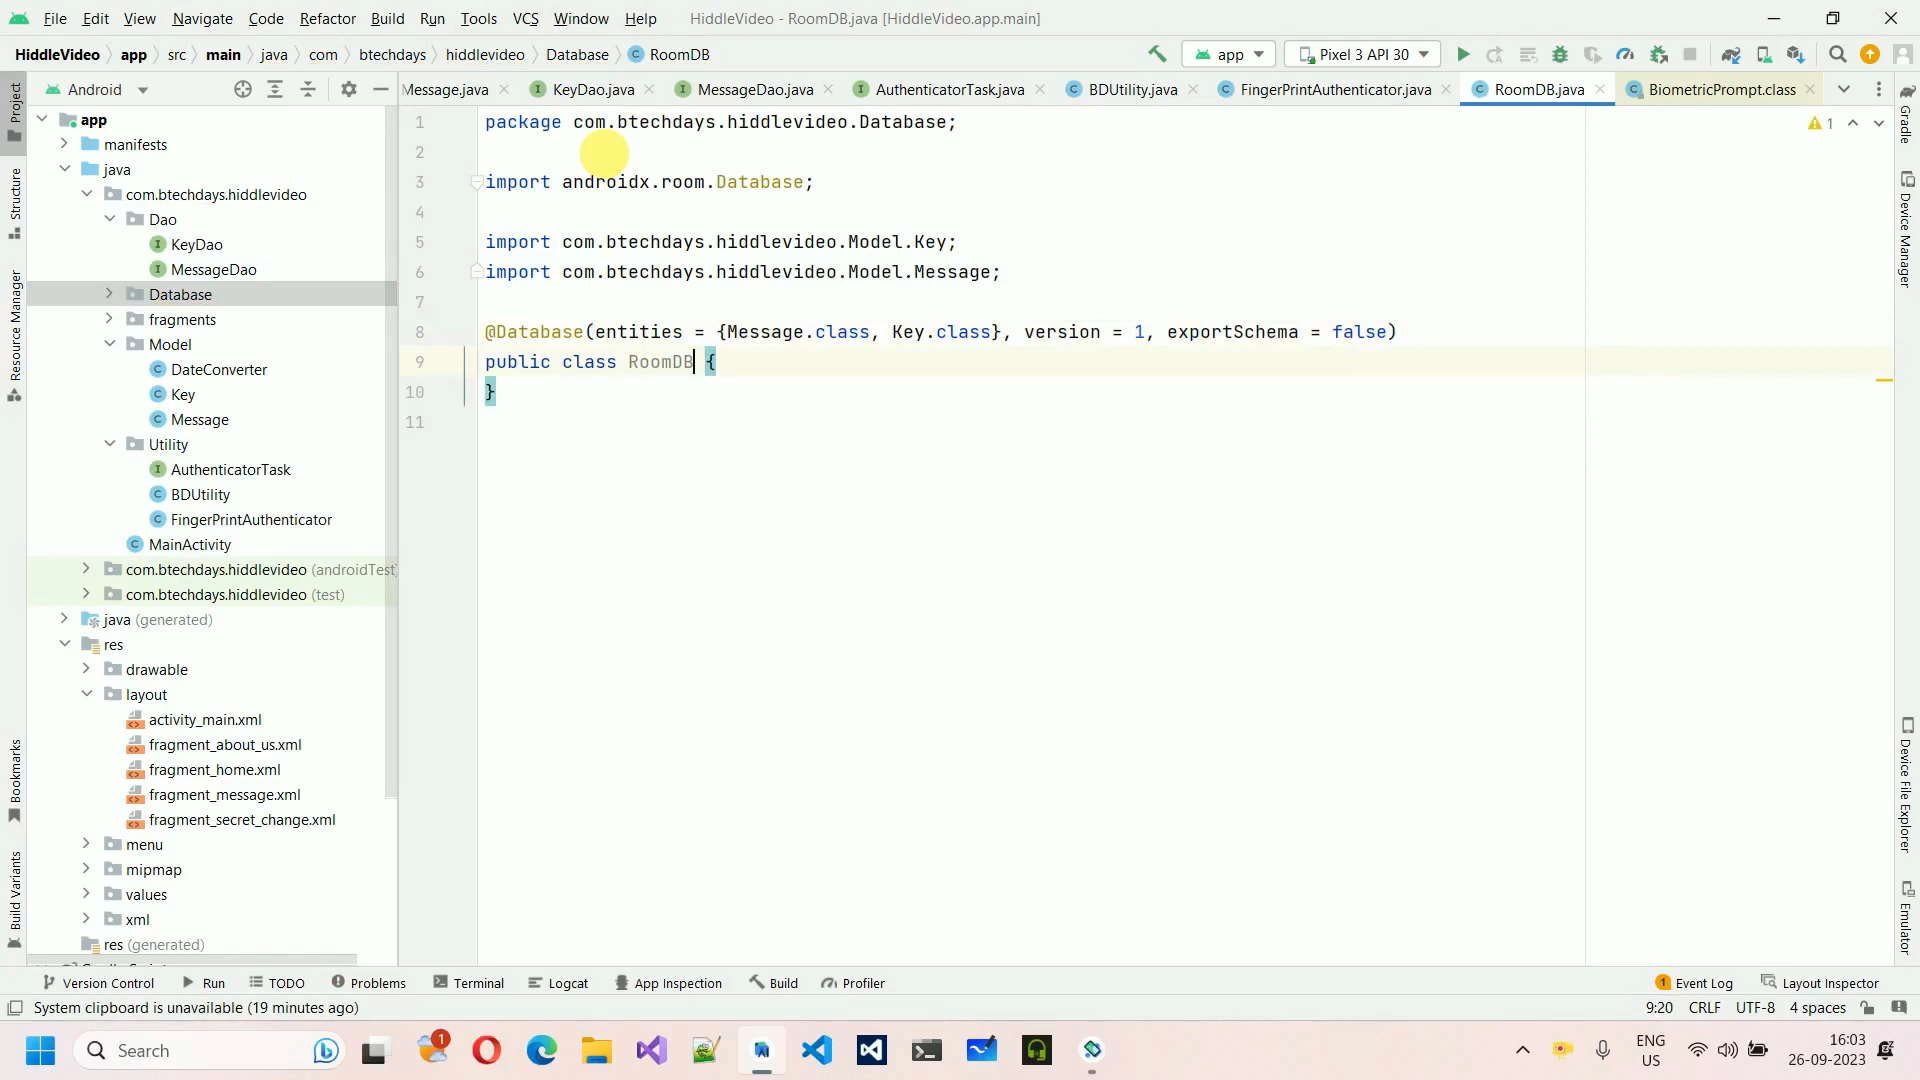 File Edit View Navigate Code Refactor Build Run Tools VCS Window Help HiddleVideo - RoomDB.java [HiddleVideo.app.main]
HiddleVideo app src main java com btechdays hiddlevideo Database RoomDB app Pixel 3 API 30
Android Message.java KeyDao.java MessageDao.java AuthenticatorTask.java BDUtility.java FingerPrintAuthenticator.java RoomDB.java BiometricPrompt.class
Project
Structure
Resource Manager
Bookmarks
Build Variants
app
manifests
java
com.btechdays.hiddlevideo
Dao
KeyDao
MessageDao
Database
fragments
Model
DateConverter
Key
Message
Utility
AuthenticatorTask
BDUtility
FingerPrintAuthenticator
MainActivity
com.btechdays.hiddlevideo (androidTest)
com.btechdays.hiddlevideo (test)
java (generated)
res
drawable
layout
activity_main.xml
fragment_about_us.xml
fragment_home.xml
fragment_message.xml
fragment_secret_change.xml
menu
mipmap
values
xml
res (generated)
1 package com.btechdays.hiddlevideo.Database;
2
3 import androidx.room.Database;
4
5 import com.btechdays.hiddlevideo.Model.Key;
6 import com.btechdays.hiddlevideo.Model.Message;
7
8 @Database(entities = {Message.class, Key.class}, version = 1, exportSchema = false)
9 public class RoomDB {
10 }
11
1
Gradle
Device Manager
Device File Explorer
Emulator
Version Control Run TODO Problems Terminal Logcat App Inspection Build Profiler 1 Event Log Layout Inspector
System clipboard is unavailable (19 minutes ago) 9:20 CRLF UTF-8 4 spaces
Search 1 ENG
US
16:03
26-09-2023